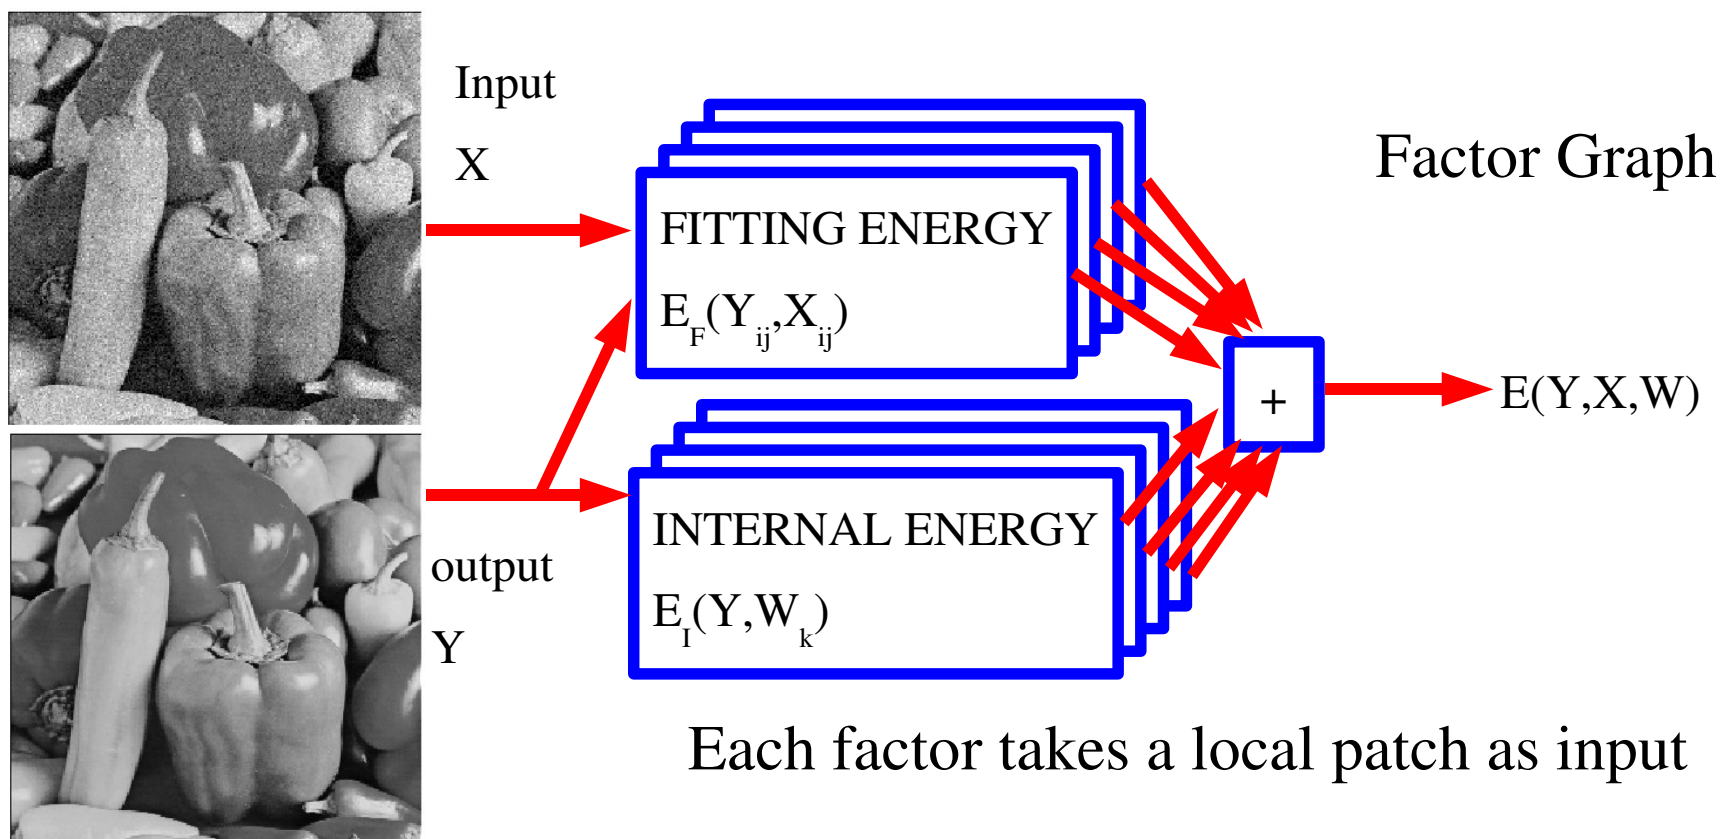 Input
X
Factor Graph
FITTING ENERGY
E_F(Y_ij,X_ij)
+
E(Y,X,W)
INTERNAL ENERGY
E_I(Y,W_k)
output
Y
Each factor takes a local patch as input